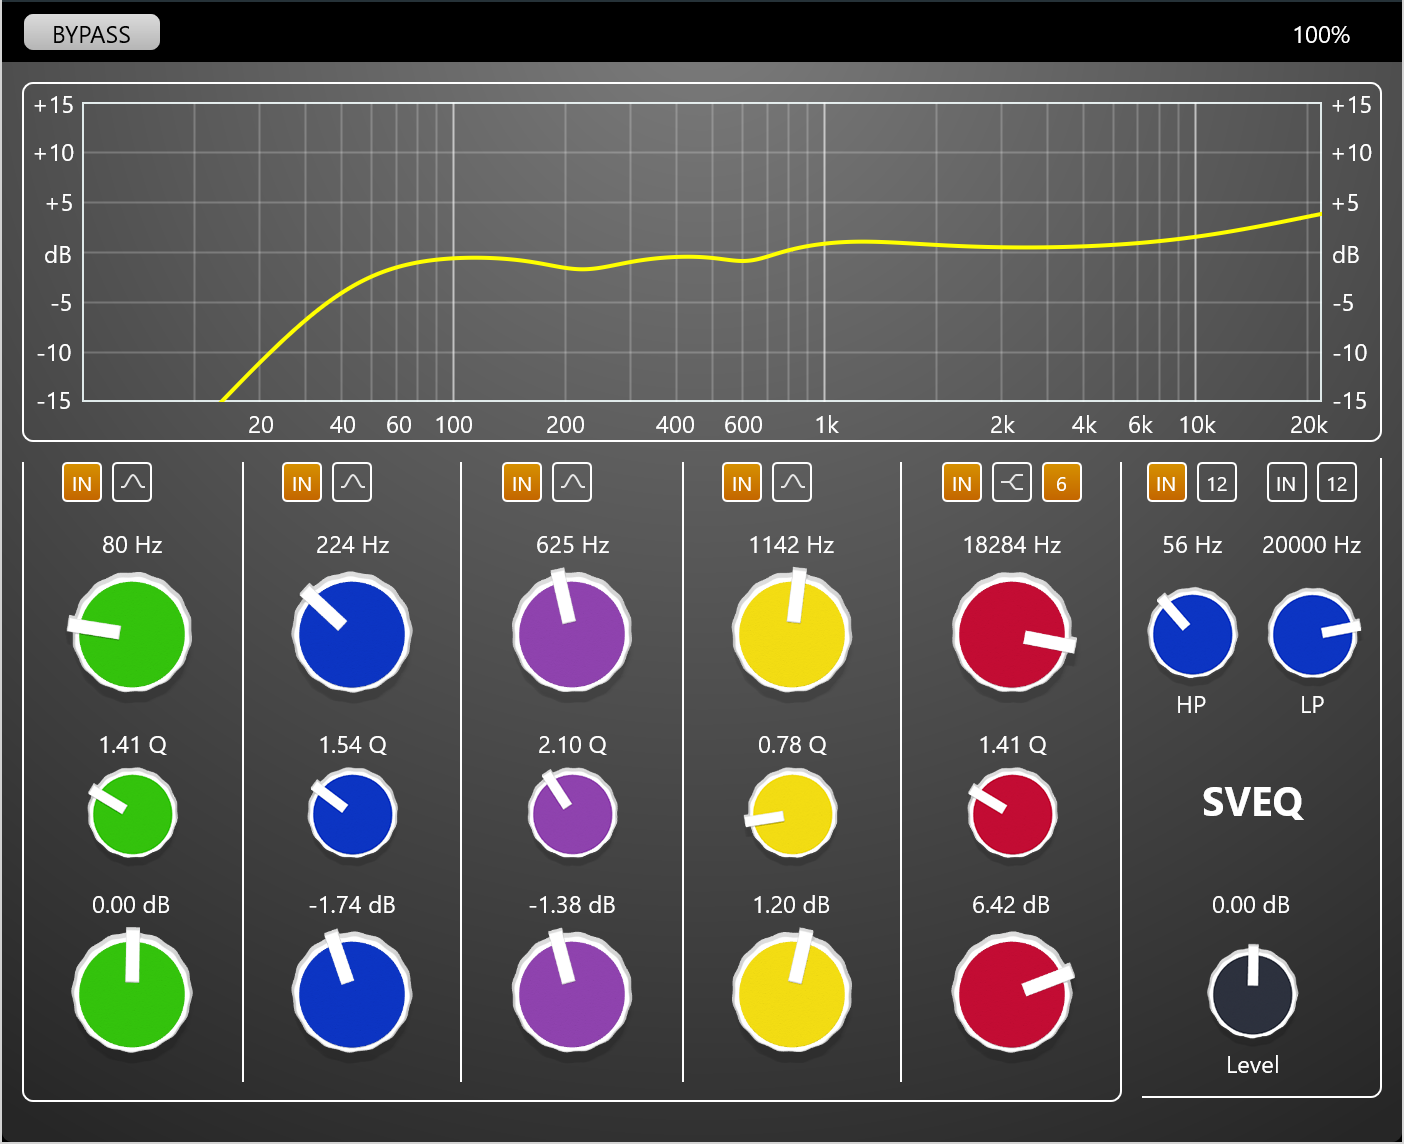 BYPASS 100%
+15 +15
+10 +10
+5 +5
dB dB
-5 -5
-10 -10
-15 -15
20 40 60 100 200 400 600 1k 2k 4k 6k 10k 20k
IN IN IN IN IN 6 IN 12 IN 12
80 Hz 224 Hz 625 Hz 1142 Hz 18284 Hz 56 Hz 20000 Hz
HP LP
1.41 Q 1.54 Q 2.10 Q 0.78 Q 1.41 Q
SVEQ
0.00 dB -1.74 dB -1.38 dB 1.20 dB 6.42 dB 0.00 dB
Level